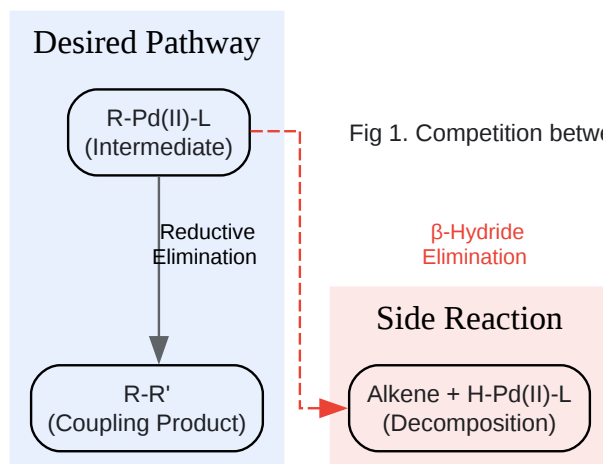 Desired Pathway
R-Pd(II)-L
(Intermediate)
Fig 1. Competition betwe
Reductive
Elimination
β-Hydride
Elimination
Side Reaction
R-R'
(Coupling Product)
Alkene + H-Pd(II)-L
(Decomposition)